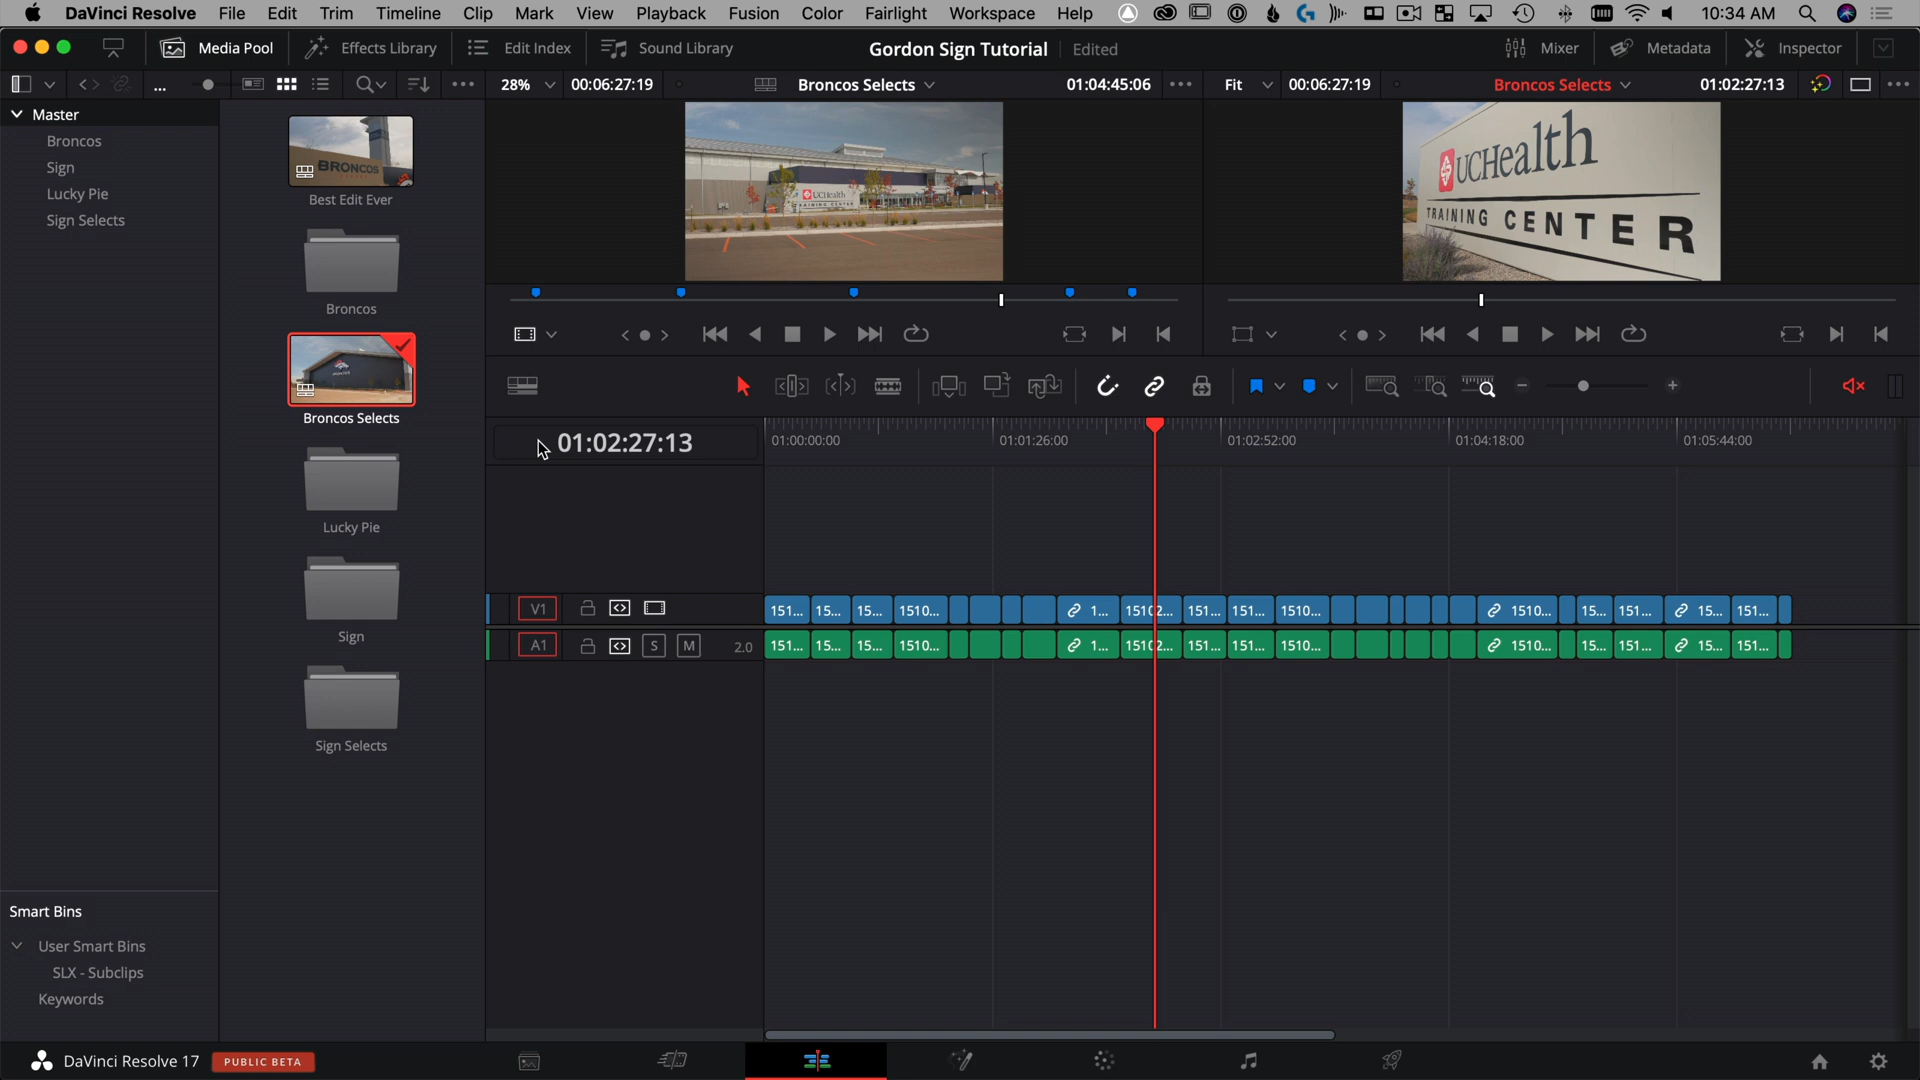 DaVinci Resolve File Edit Trim Timeline Clip Mark View Playback Fusion Color Fairlight Workspace Help 10:34 AM
Media Pool Effects Library Edit Index Sound Library Gordon Sign Tutorial Edited Mixer Metadata Inspector
... 28% 00:06:27:19 Broncos Selects 01:04:45:06 Fit 00:06:27:19 Broncos Selects 01:02:27:13
Master
Broncos
Sign
Lucky Pie
Sign Selects
BRONCOS
Best Edit Ever
Broncos
Broncos Selects
Lucky Pie
Sign
Sign Selects
uchealth
TRAINING CENTER
uchealth
TRAINING CENTER
01:02:27:13 01:00:00:00 01:01:26:00 01:02:52:00 01:04:18:00 01:05:44:00
V1 151... 15... 15... 1510... 1... 15102... 151... 151... 1510... 1510... 15... 151... 15... 151...
A1 S M 2.0 151... 15... 15... 1510... 1... 15102... 151... 151... 1510... 1510... 15... 151... 15... 151...
Smart Bins
User Smart Bins
SLX - Subclips
Keywords
DaVinci Resolve 17 PUBLIC BETA